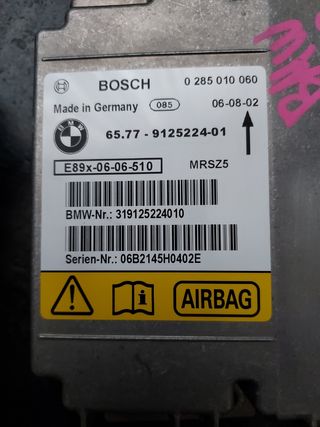 BOSCH 0 285 010 060
Made in Germany 085 06-08-02
BMW
65.77 - 9125224-01
E89x-06-06-510 MRSZ5
BMW-Nr.: 319125224010
Serien-Nr.: 06B2145H0402E
AIRBAG